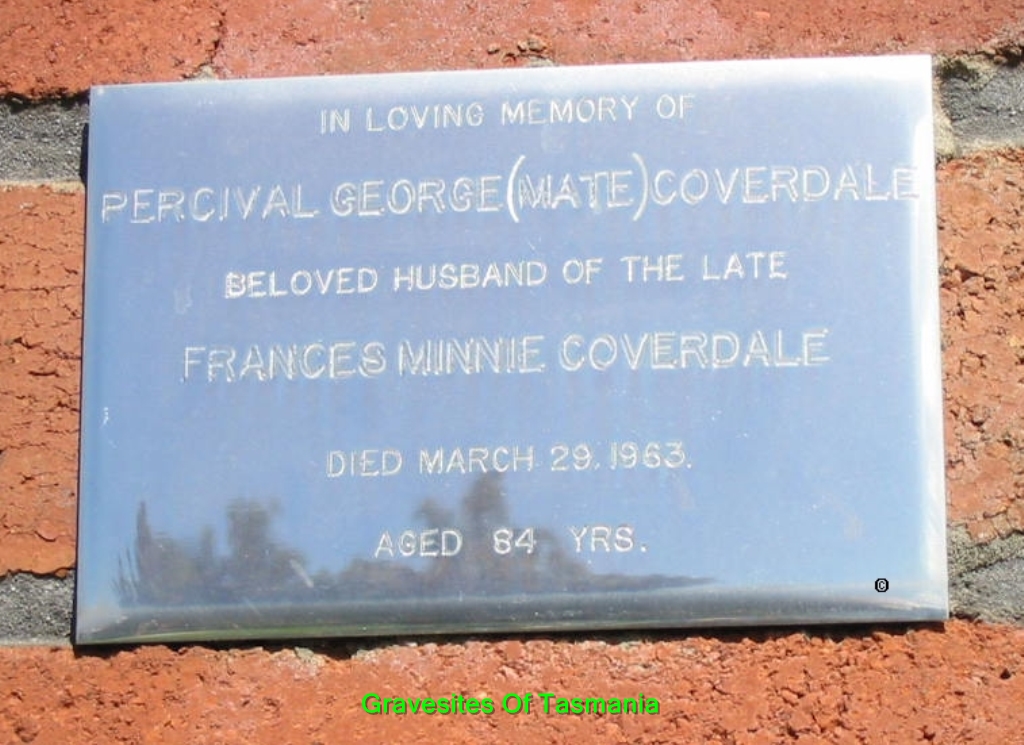 IN LOVING MEMORY OF
PERCIVAL GEORGE (MATE) COVERDALE
BELOVED HUSBAND OF THE LATE
FRANCES MINNIE COVERDALE
DIED MARCH 29. 1963.
AGED 84 YRS.
©
Gravesites Of Tasmania